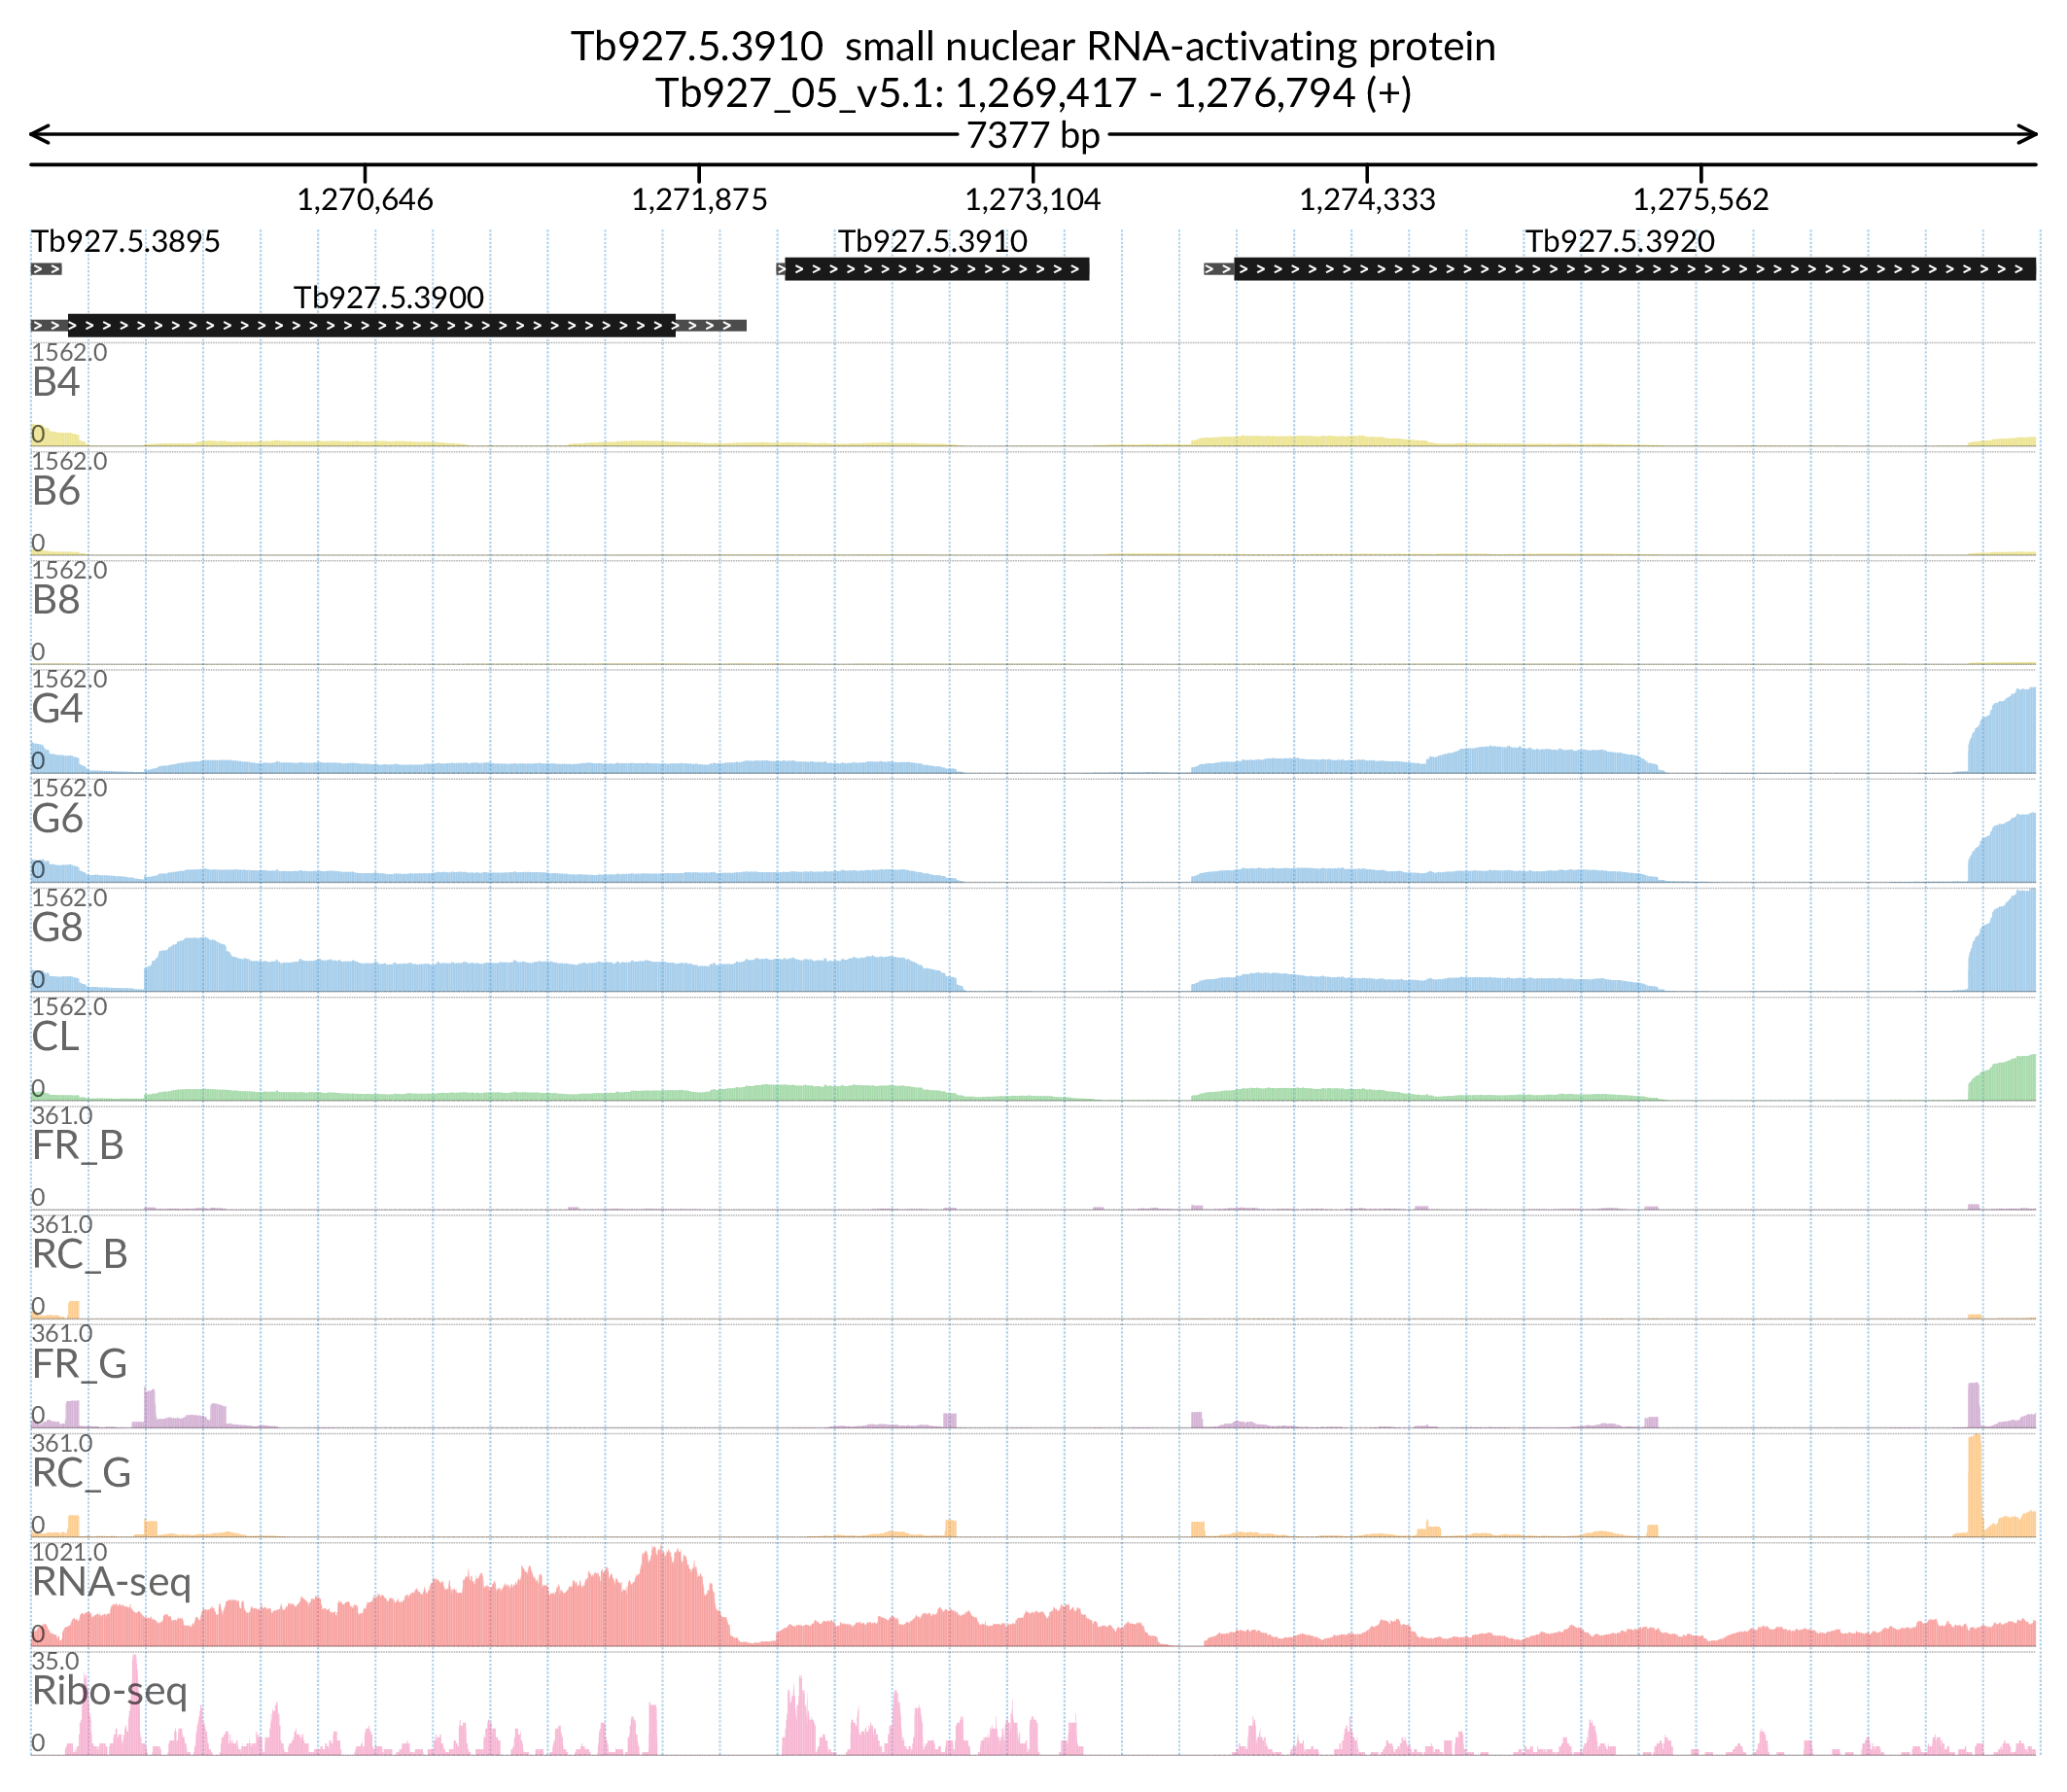 Tb927.5.3910  small nuclear RNA-activating protein
Tb927_05_v5.1: 1,269,417 - 1,276,794 (+)
7377 bp
1,270,646 1,271,875 1,273,104 1,274,333 1,275,562
Tb927.5.3895 Tb927.5.3910 Tb927.5.3920
Tb927.5.3900
1562.0
B4
0
1562.0
B6
0
1562.0
B8
0
1562.0
G4
0
1562.0
G6
0
1562.0
G8
0
1562.0
CL
0
361.0
FR_B
0
361.0
RC_B
0
361.0
FR_G
0
361.0
RC_G
0
1021.0
RNA-seq
0
35.0
Ribo-seq
0